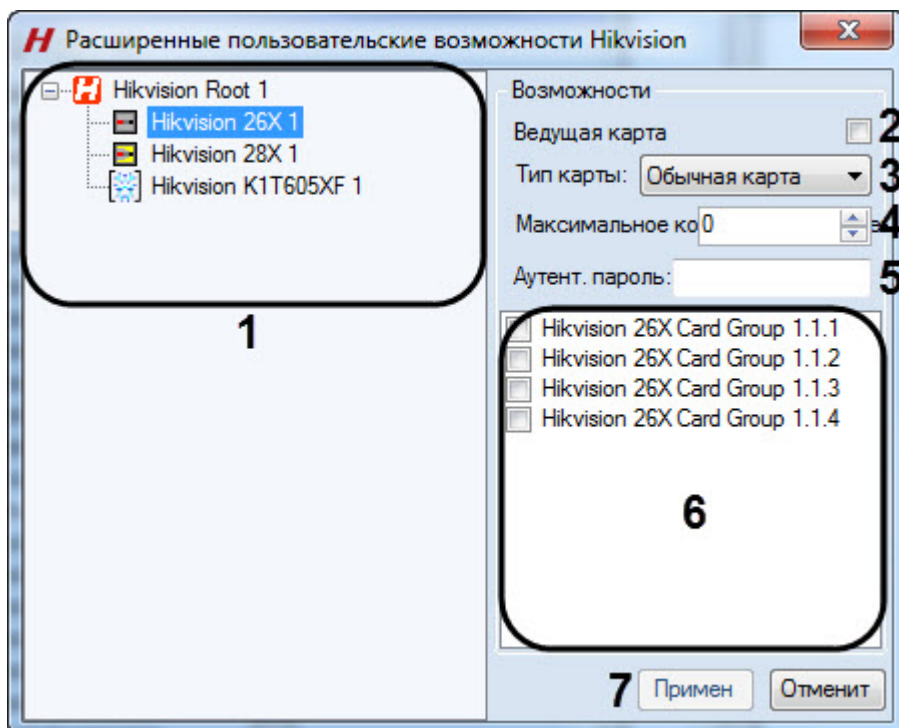 H Расширенные пользовательские возможности Hikvision
Hikvision Root 1
Hikvision 26X 1
Hikvision 28X 1
Hikvision K1T605XF 1
1
Возможности
Ведущая карта 2
Тип карты: Обычная карта 3
Максимальное ко 0 4
Аутент. пароль: 5
Hikvision 26X Card Group 1.1.1
Hikvision 26X Card Group 1.1.2
Hikvision 26X Card Group 1.1.3
Hikvision 26X Card Group 1.1.4
6
7 Примен Отменит